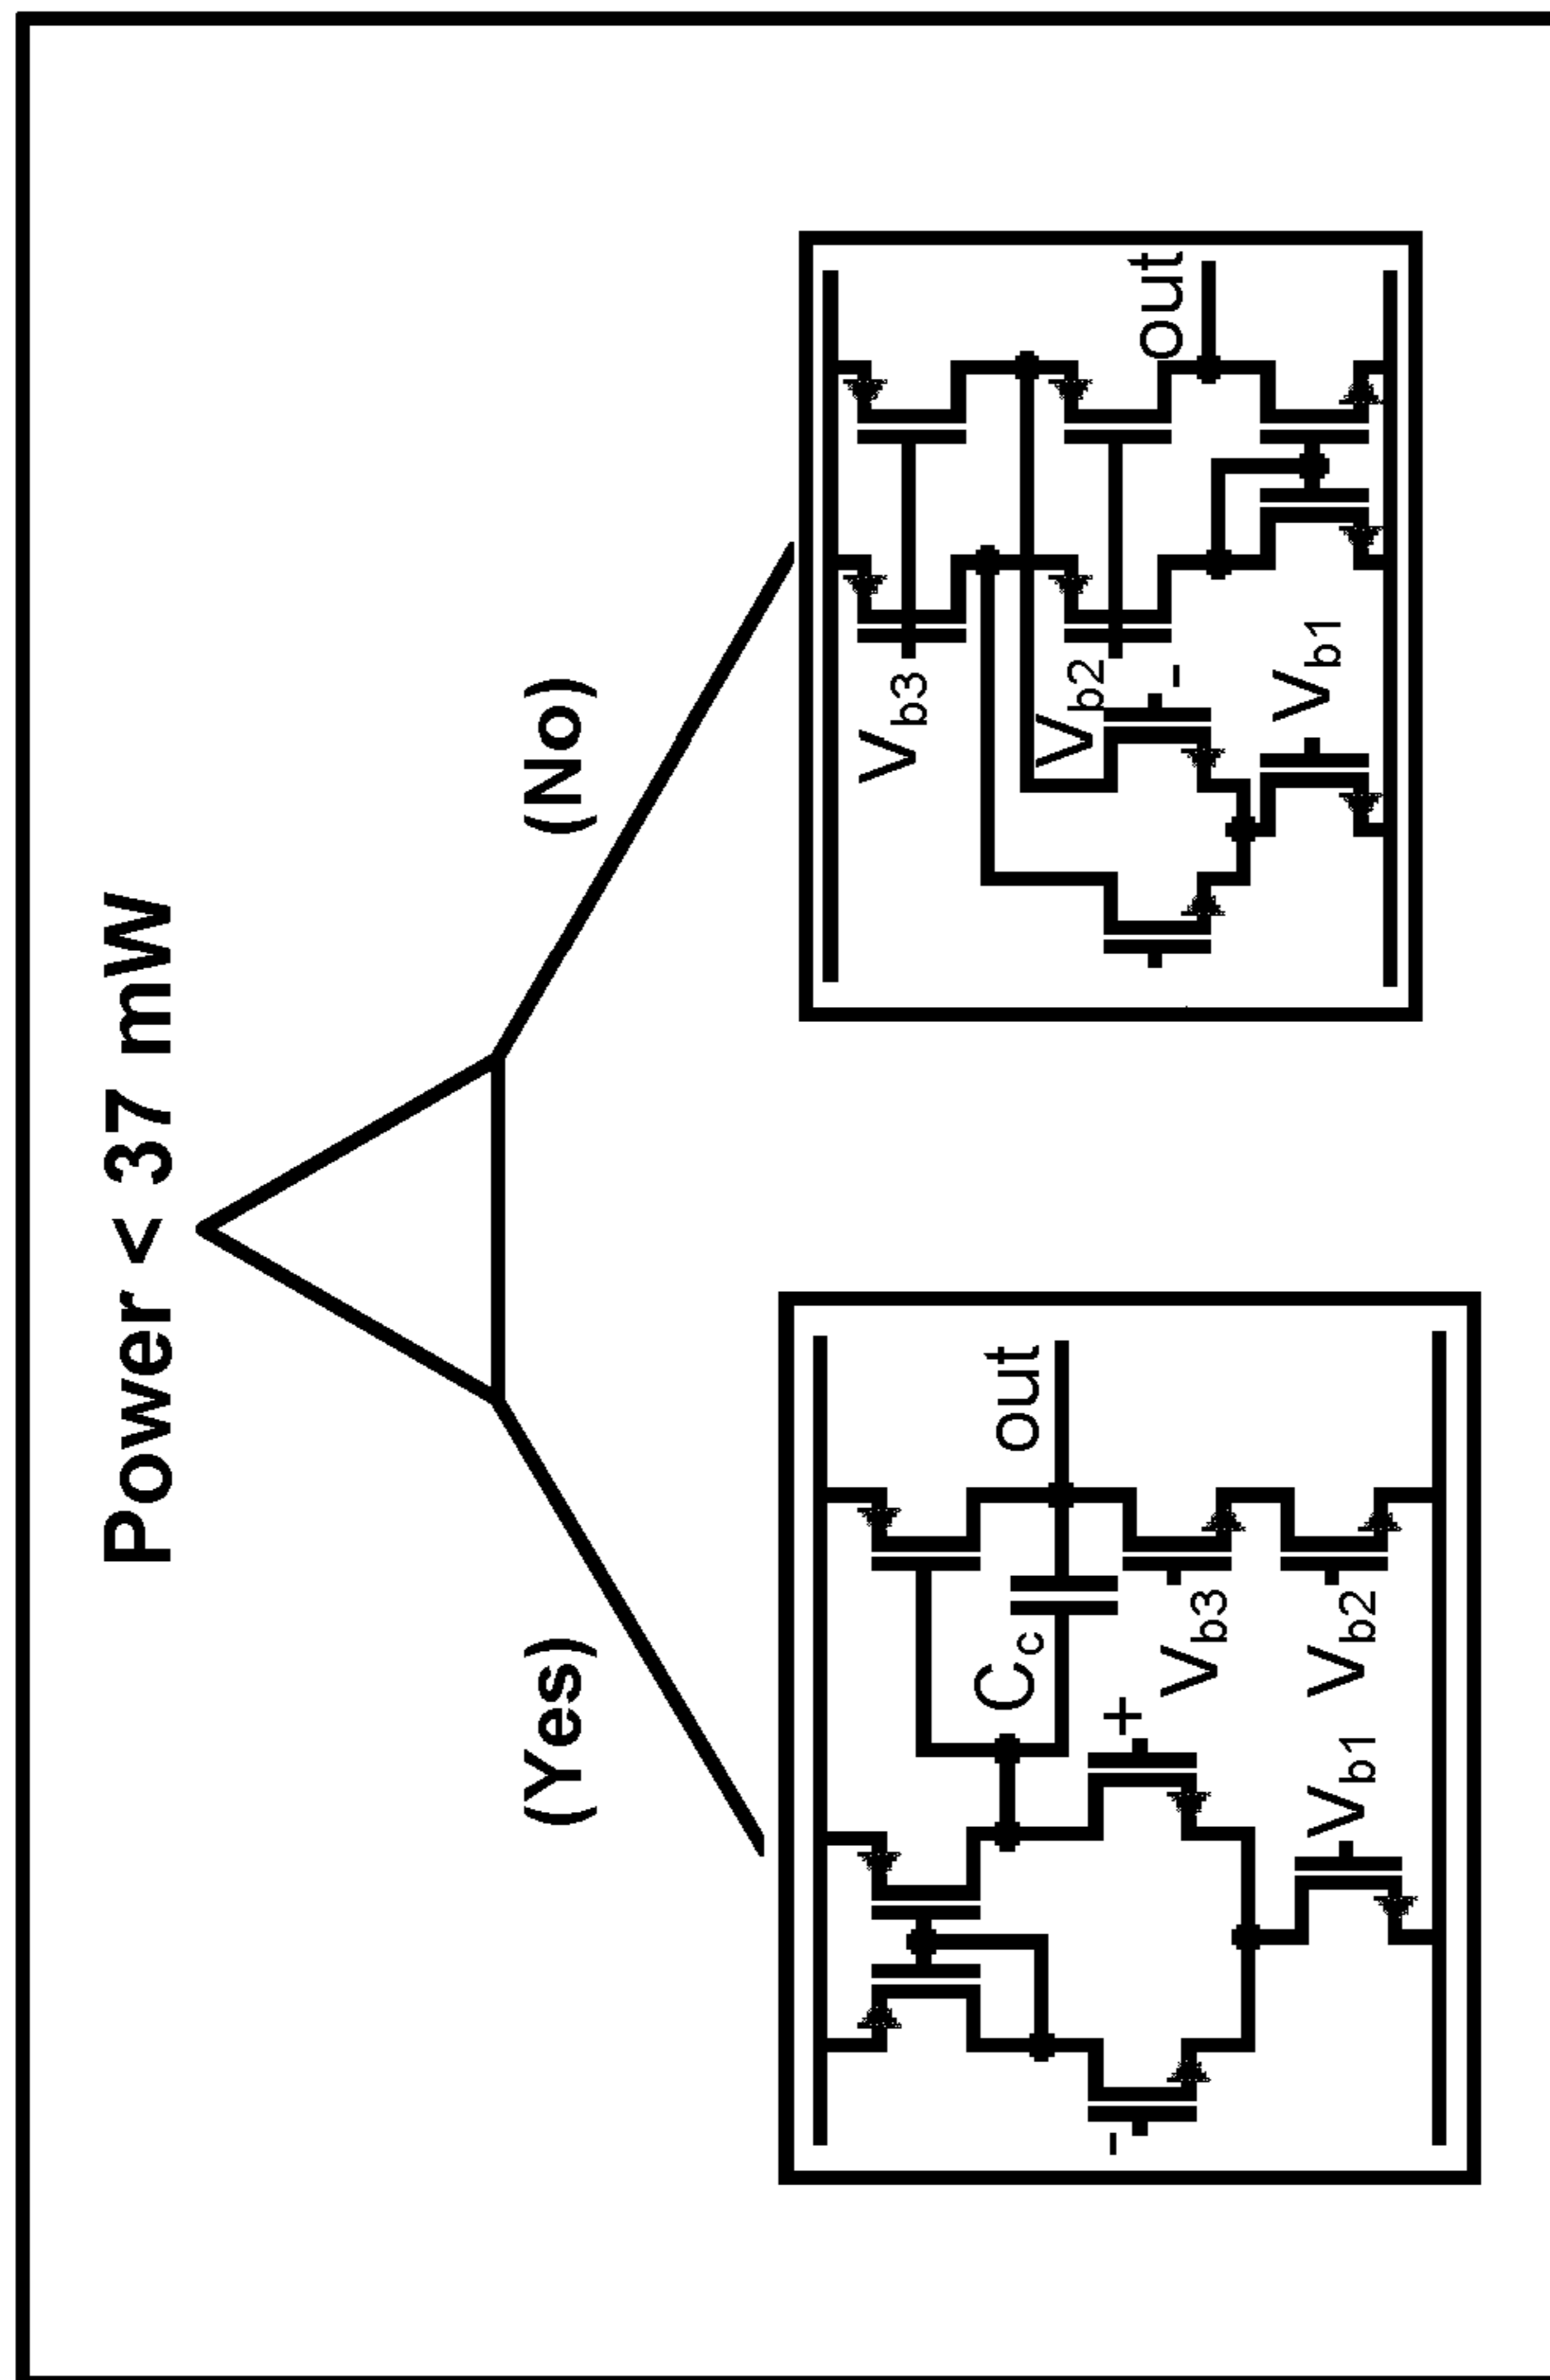 Power < 37 mW
(Yes)
(No)
out
C_c
+
-
V_b3
V_b1
V_b2
out
V_b3
V_b2
-
V_b1